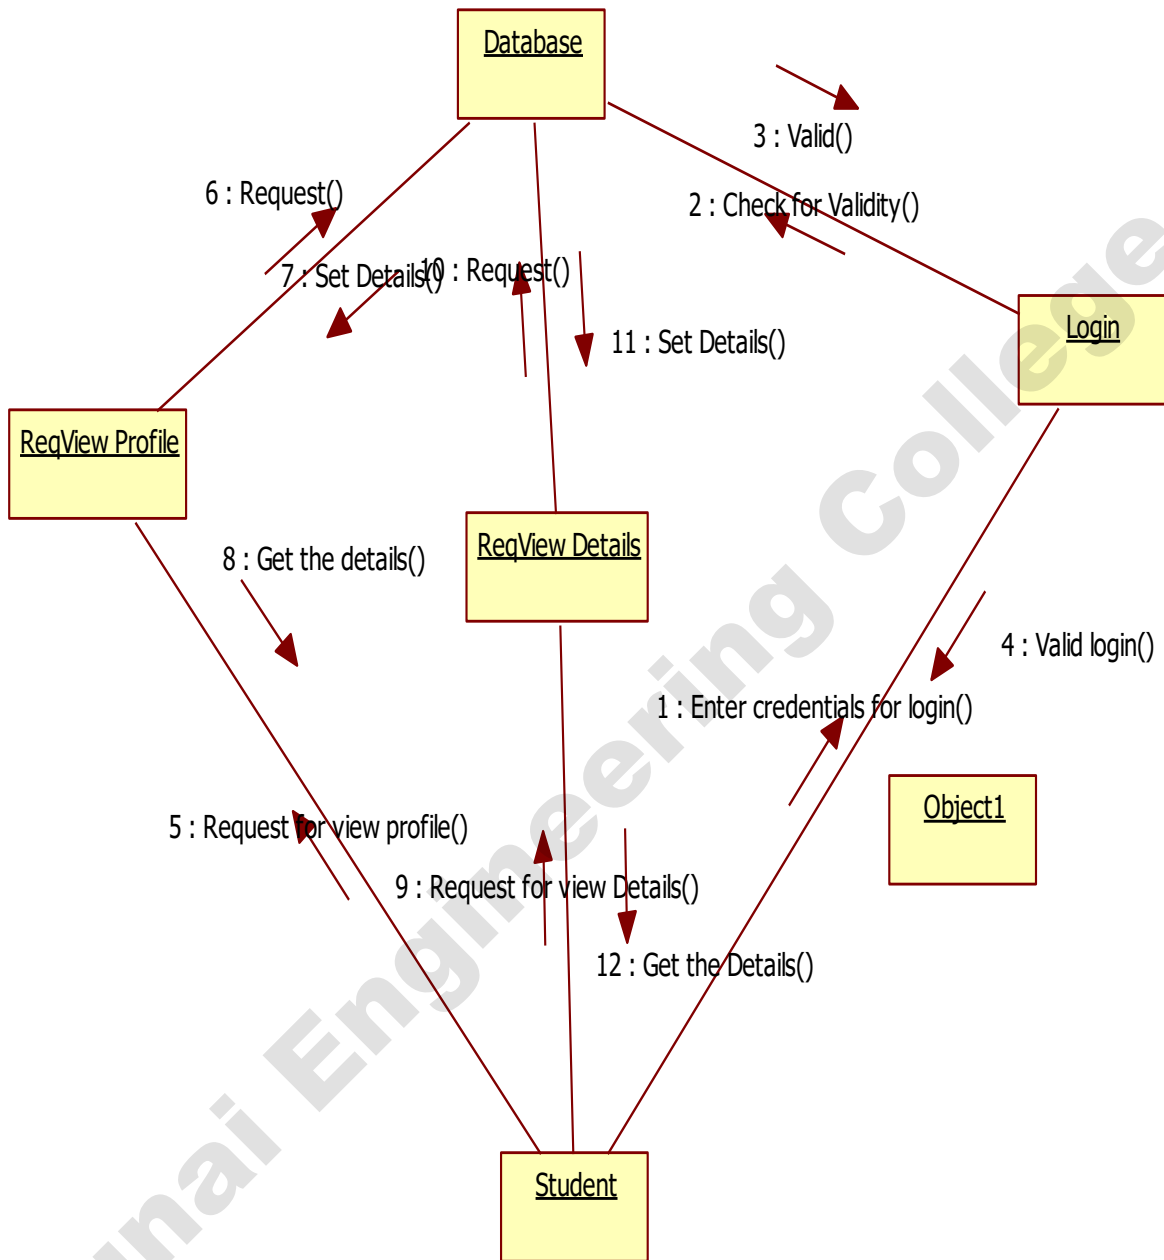 Database
3 : Valid()
6 : Request()
2 : Check for Validity()
7 : Set Details()
10 : Request()
11 : Set Details()
Login
ReqView Profile
ReqView Details
8 : Get the details()
4 : Valid login()
1 : Enter credentials for login()
Object1
5 : Request for view profile()
9 : Request for view Details()
12 : Get the Details()
Student
Engineering College